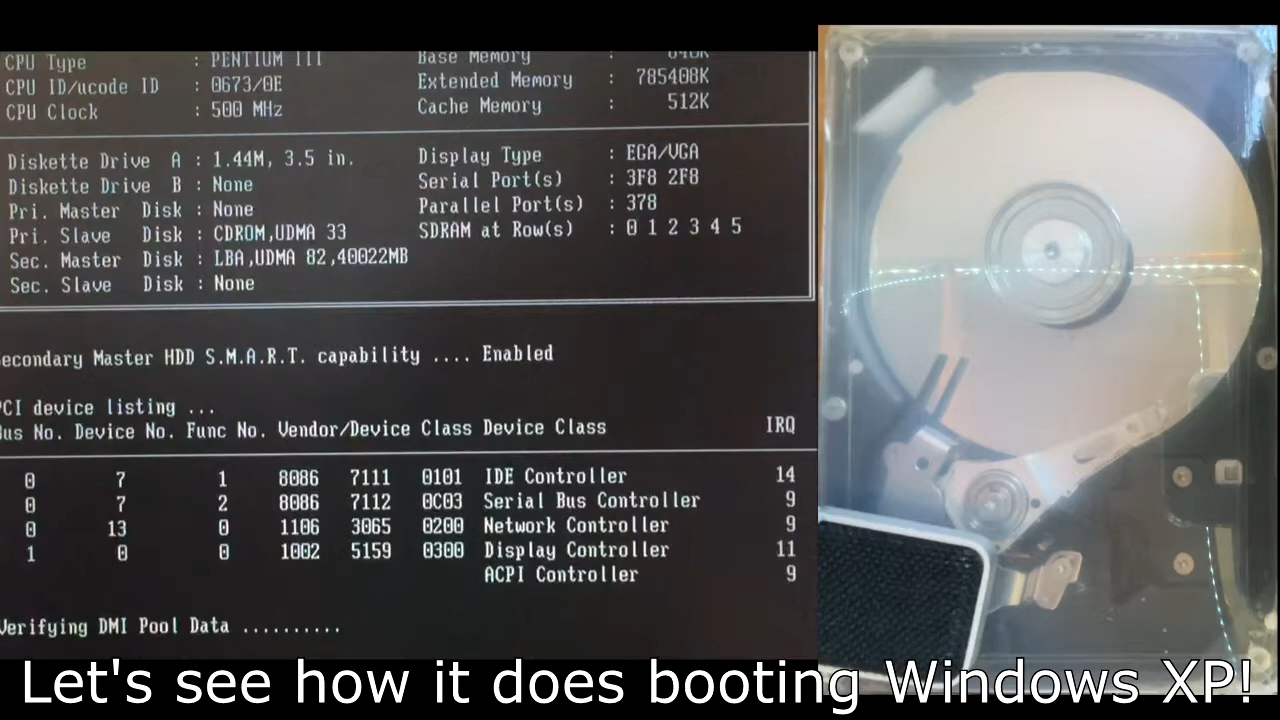 CPU Type : PENTIUM III Base Memory : 640K
CPU ID/ucode ID : 0673/0E Extended Memory : 785408K
CPU Clock : 500 MHz Cache Memory : 512K
Diskette Drive A : 1.44M, 3.5 in. Display Type : EGA/VGA
Diskette Drive B : None Serial Port(s) : 3F8 2F8
Pri. Master Disk : None Parallel Port(s) : 378
Pri. Slave Disk : CDROM,UDMA 33 SDRAM at Row(s) : 0 1 2 3 4 5
Sec. Master Disk : LBA,UDMA 82,40022MB
Sec. Slave Disk : None
econdary Master HDD S.M.A.R.T. capability .... Enabled
PCI device listing ...
Bus No. Device No. Func No. Vendor/Device Class Device Class IRQ
0 7 1 8086 7111 0101 IDE Controller 14
0 7 2 8086 7112 0C03 Serial Bus Controller 9
0 13 0 1106 3065 0200 Network Controller 9
1 0 0 1002 5159 0300 Display Controller 11
ACPI Controller 9
Verifying DMI Pool Data ..........
Let's see how it does booting Windows XP!